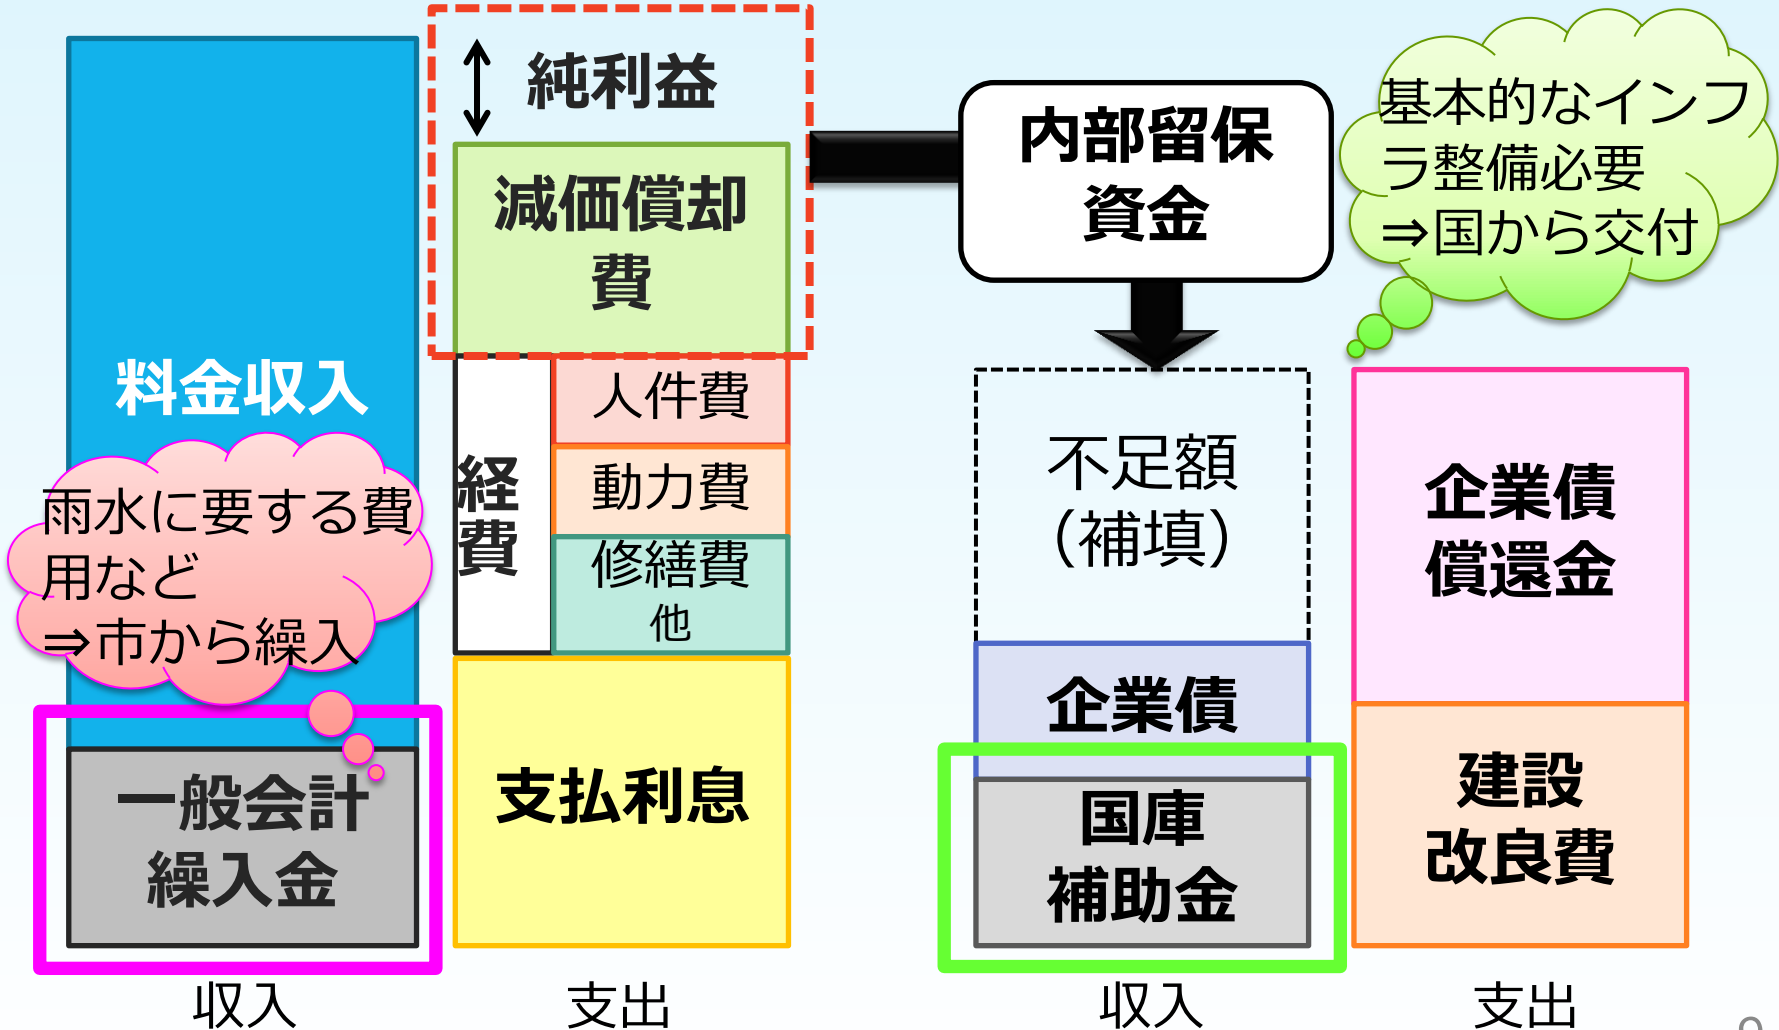 純利益
減価償却
費
料金収入
雨水に要する費
用など
⇒市から繰入
経
費
人件費
動力費
修繕費
他
一般会計
繰入金
支払利息
収入
支出
内部留保
資金
基本的なインフ
ラ整備必要
⇒国から交付
不足額
（補填）
企業債
国庫
補助金
企業債
償還金
建設
改良費
収入
支出